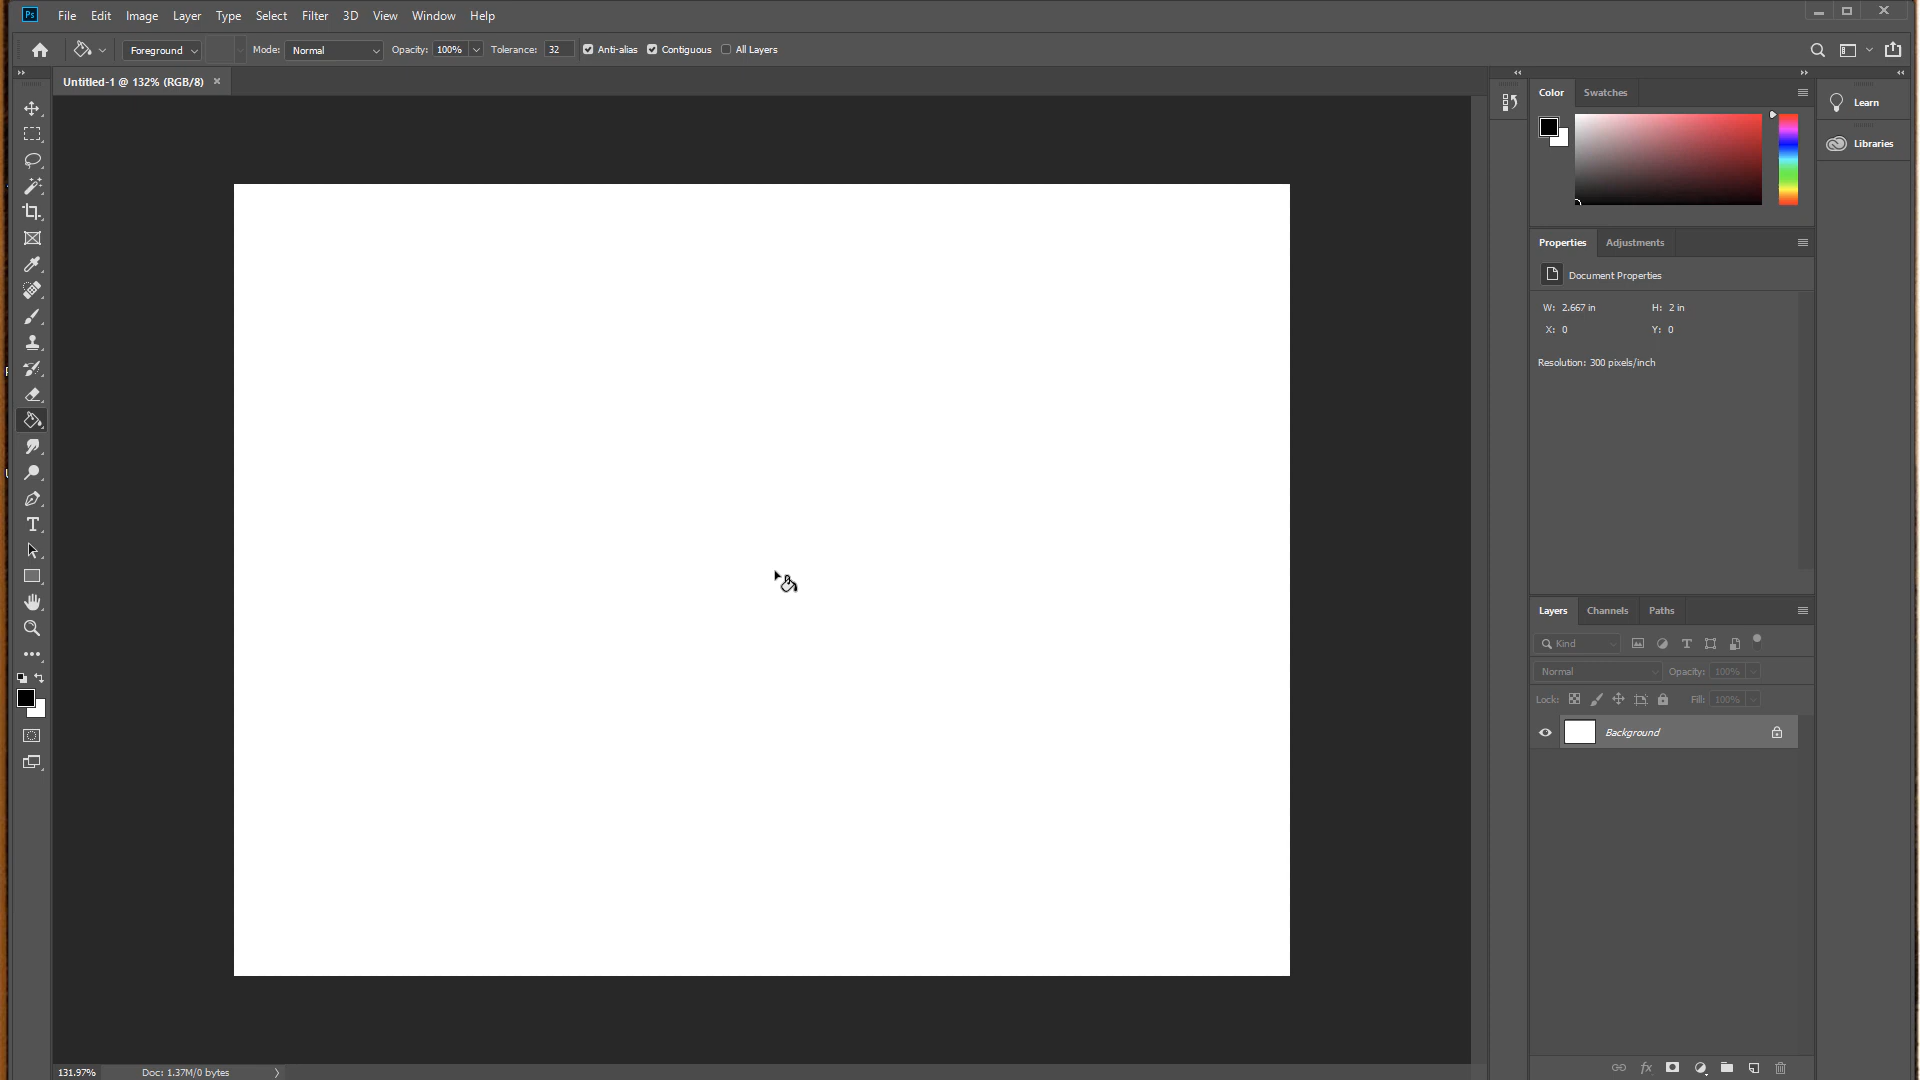 Ps File Edit Image Layer Type Select Filter 3D View Window Help
Foreground Mode: Normal Opacity: 100% Tolerance: 32 Anti-alias Contiguous All Layers
Untitled-1 @ 132% (RGB/8) ×
Color Swatches
Learn
Libraries
Properties Adjustments
Document Properties
W: 2.667 in H: 2 in
X: 0 Y: 0
Resolution: 300 pixels/inch
Layers Channels Paths
Kind
Normal Opacity: 100%
Lock: Fill: 100%
Background
fx
131.97% Doc: 1.37M/0 bytes